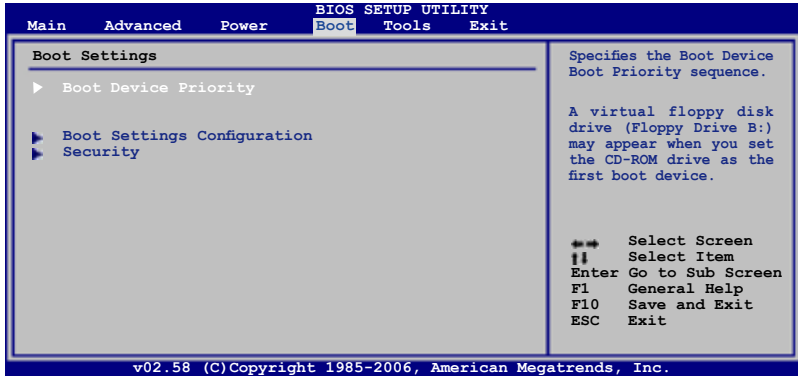 BIOS SETUP UTILITY
Main Advanced Power Boot Tools Exit
Boot Settings
Boot Device Priority
Boot Settings Configuration
Security
Specifies the Boot Device
Boot Priority sequence.
A virtual floppy disk
drive (Floppy Drive B:)
may appear when you set
the CD-ROM drive as the
first boot device.
Select Screen
Select Item
Enter Go to Sub Screen
F1 General Help
F10 Save and Exit
ESC Exit
v02.58 (C)Copyright 1985-2006, American Megatrends, Inc.